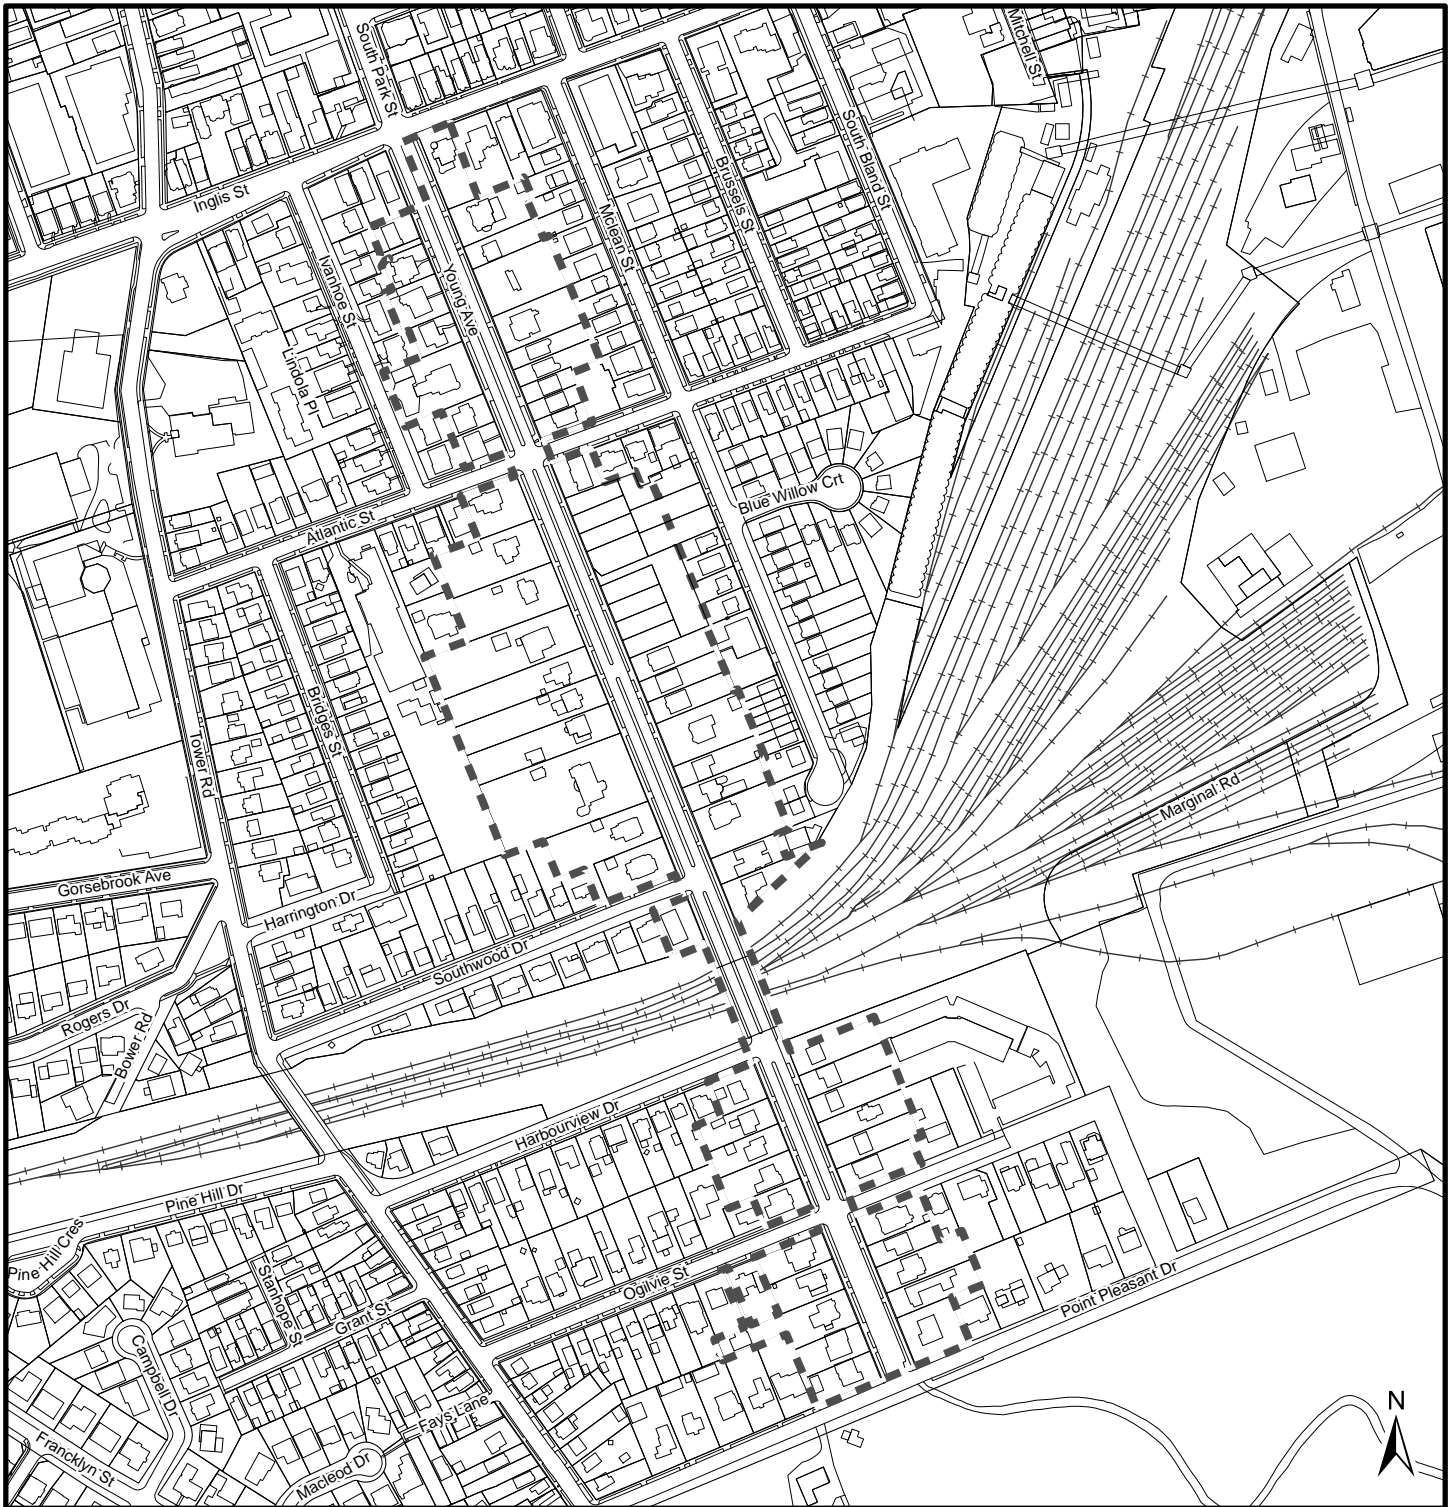 South Park St
Mitchell St
South Band St
Inglis St
Brussels St
Mclean St
Ivanhoe St
Young Ave
Lindola Pl
Blue Willow Crt
Atlantic St
Bridges St
Tower Rd
Marginal Rd
Gorsebrook Ave
Harrington Dr
Southwood Dr
Rogers Dr
Bower Rd
Harbourview Dr
Pine Hill Dr
Pine Hill Cres
Stanhope St
Ogilvie St
Point Pleasant Dr
Grant St
Campbell Dr
Fays Lane
Francklyn St
Macleod Dr
N